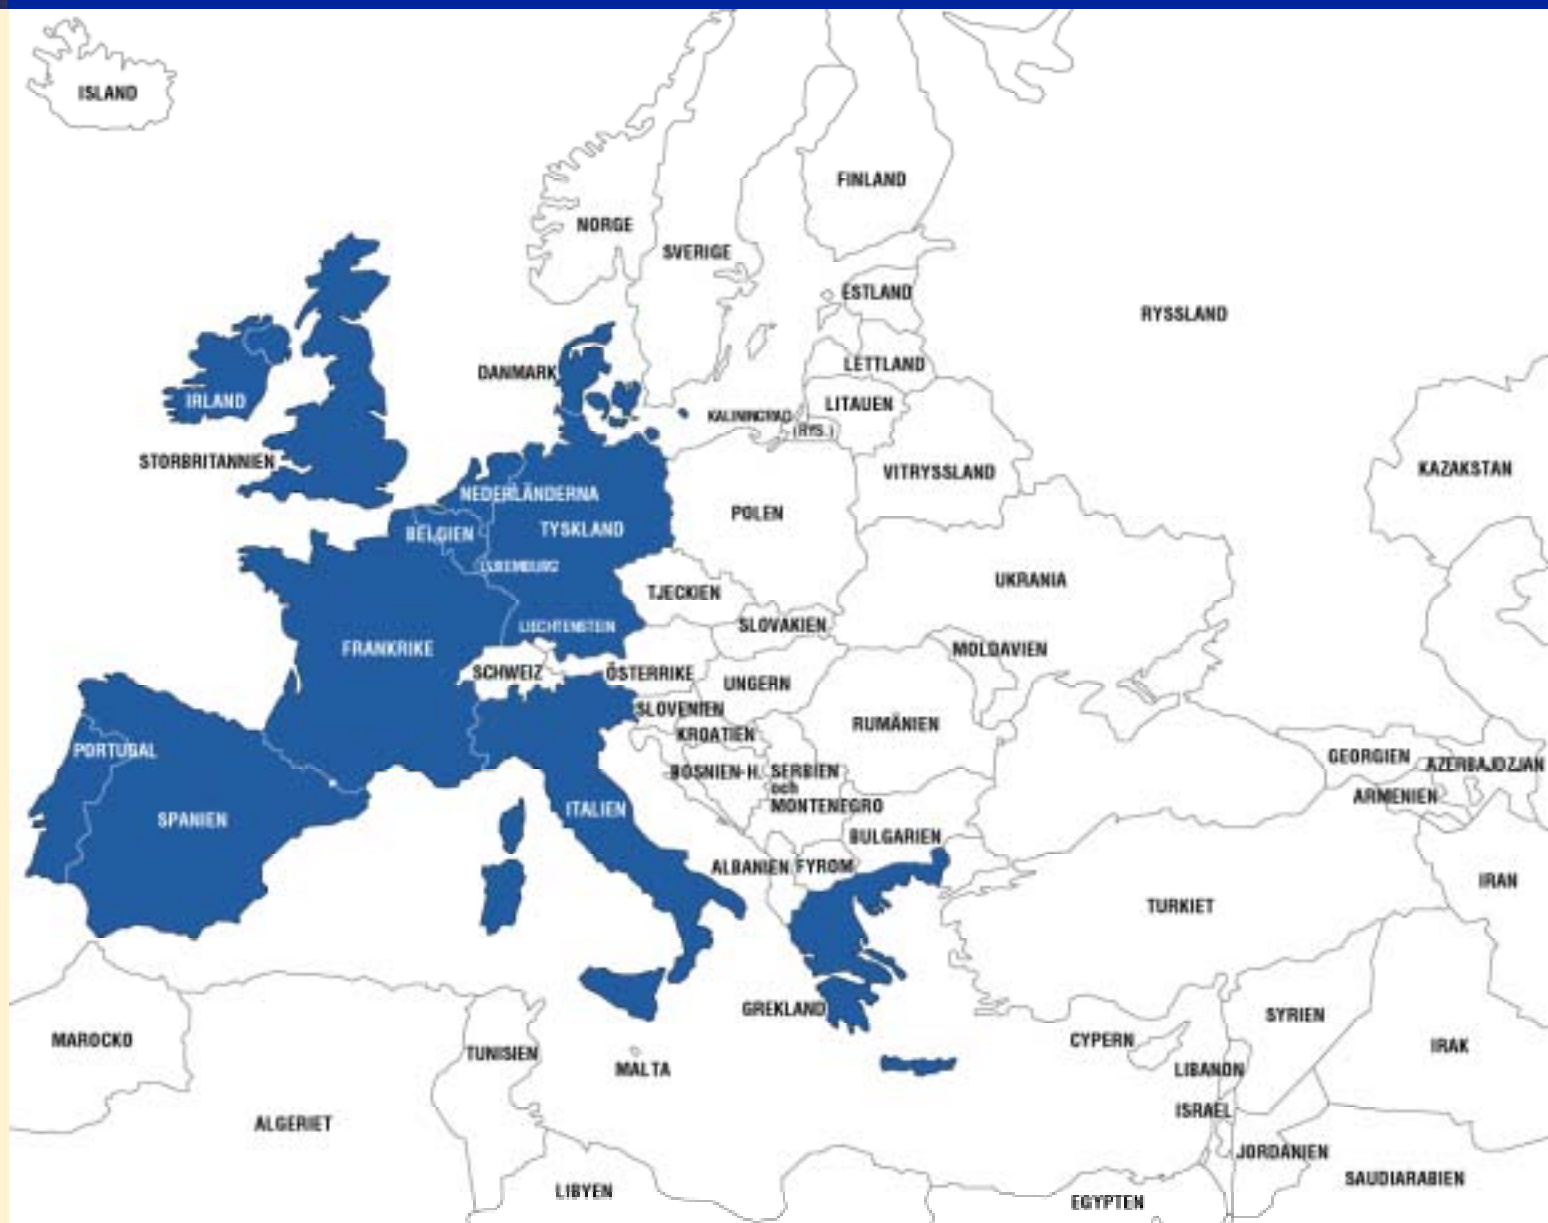 ISLAND
FINLAND
NORGE
SVERIGE
ESTLAND
RYSSLAND
LETTLAND
DANMARK
IRLAND
LITAUEN
KALININGRAD
(RYS.)
STORBRITANNIEN
VITRYSSLAND
KAZAKSTAN
NEDERLÄNDERNA
POLEN
BELGIEN
TYSKLAND
LUXEMBURG
UKRANIA
TJECKIEN
SLOVAKIEN
LIECHTENSTEIN
FRANKRIKE
MOLDAVIEN
SCHWEIZ
ÖSTERRIKE
UNGERN
SLOVENIEN
RUMÄNIEN
KROATIEN
PORTUGAL
GEORGIEN
AZERBAJDZJAN
BOSNIEN-H.
SERBIEN
och
MONTENEGRO
ARMENIEN
ITALIEN
SPANIEN
BULGARIEN
ALBANIEN
FYROM
IRAN
TURKIET
GREKLAND
SYRIEN
MAROCKO
CYPERN
IRAK
TUNISIEN
MALTA
LIBANON
ISRAEL
ALGERIET
JORDANIEN
SAUDIARABIEN
LIBYEN
EGYPTEN